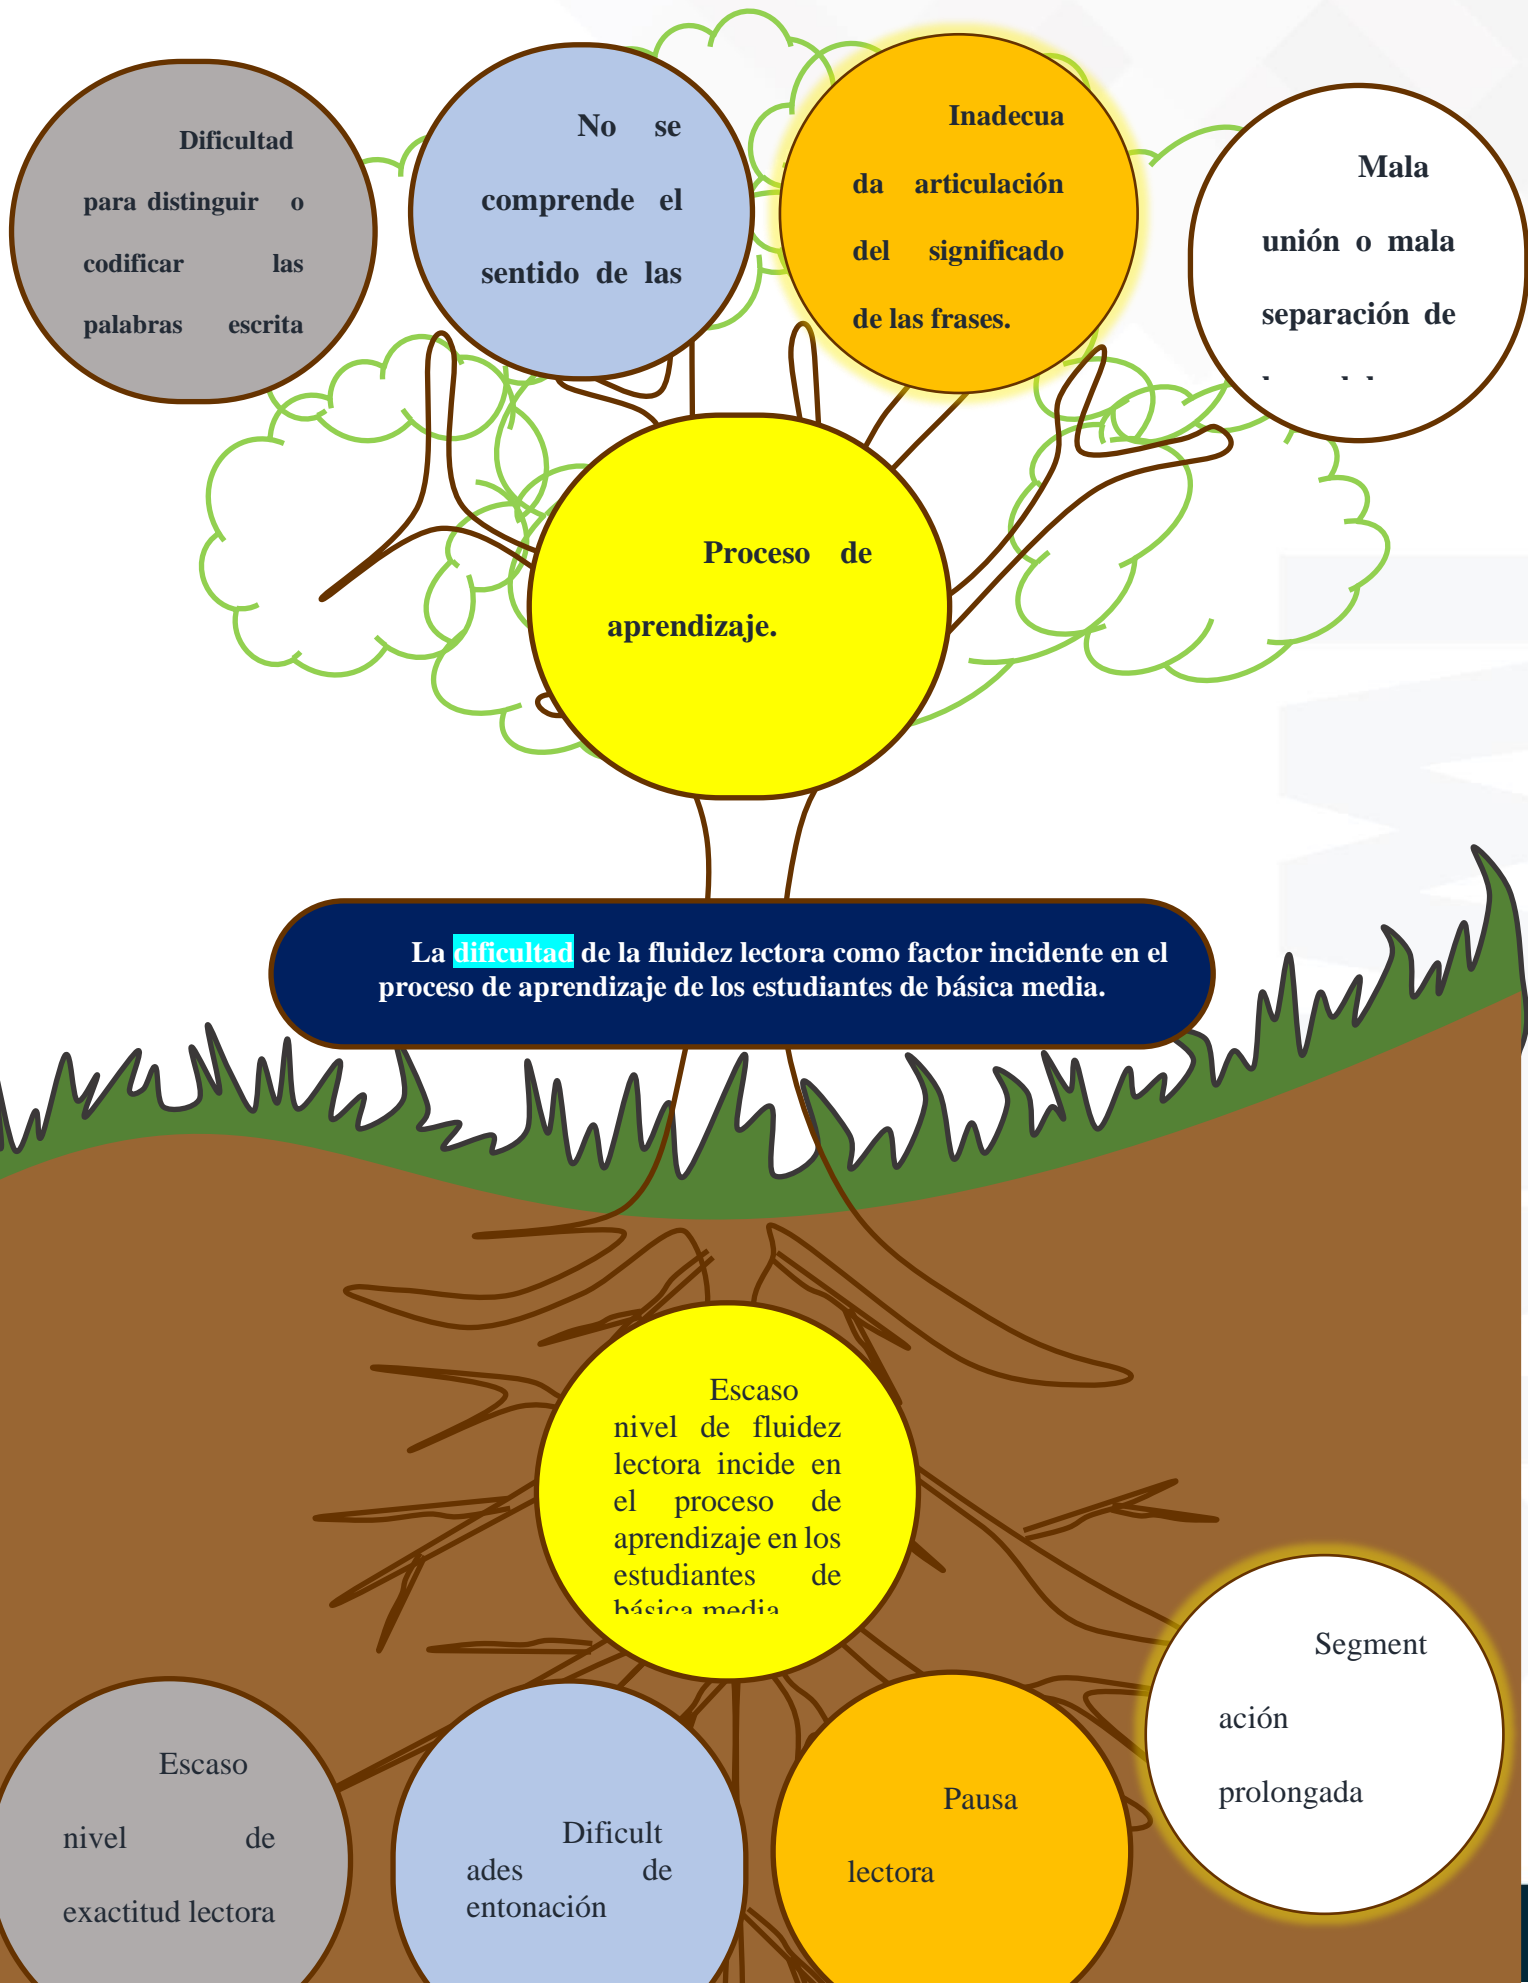 Dificultad
para distinguir o
codificar las
palabras escrita
No se
comprende el
sentido de las
Inadecua
da articulación
del significado
de las frases.
Mala
unión o mala
separación de
Proceso de
aprendizaje.
La dificultad de la fluidez lectora como factor incidente en el
proceso de aprendizaje de los estudiantes de básica media.
Escaso
nivel de fluidez
lectora incide en
el proceso de
aprendizaje en los
estudiantes de
básica media
Escaso
nivel de
exactitud lectora
Dificult
ades de
entonación
Pausa
lectora
Segment
ación
prolongada